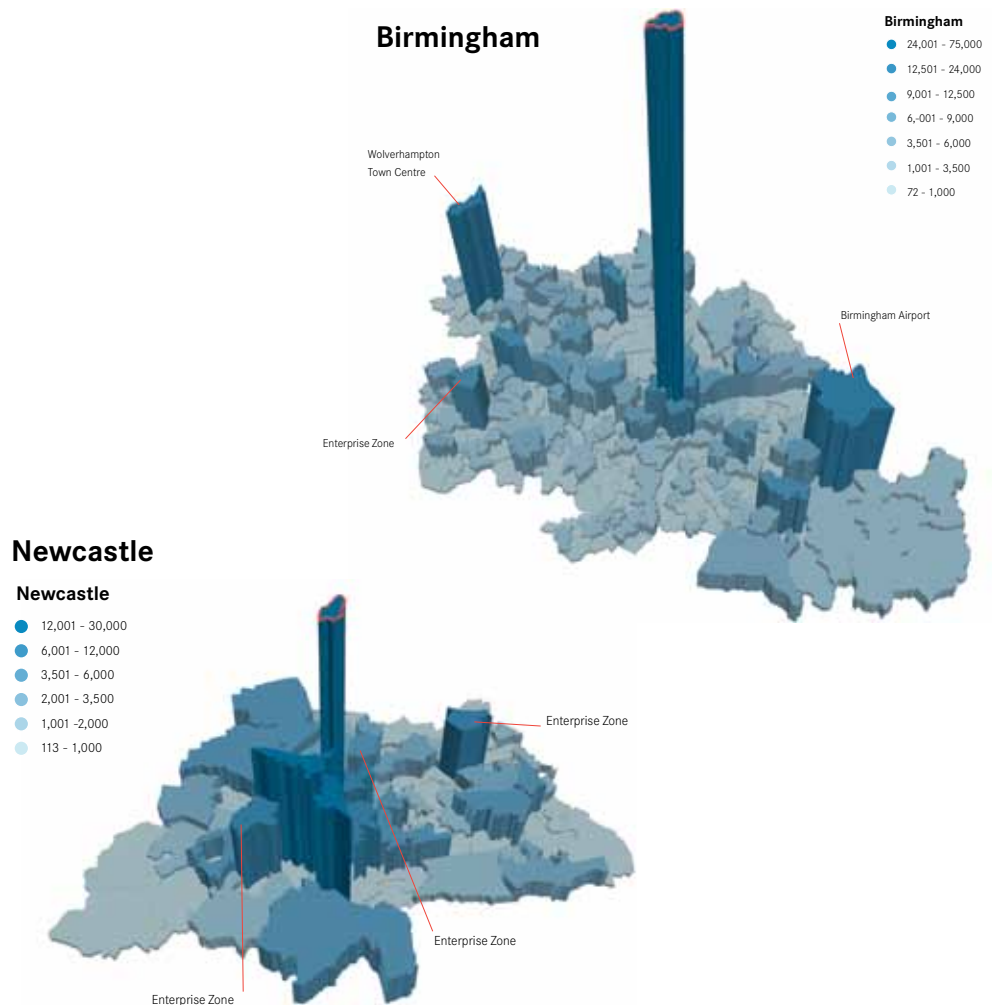 Birmingham
Birmingham
24,001 - 75,000
12,501 - 24,000
9,001 - 12,500
6,-001 - 9,000
3,501 - 6,000
1,001 - 3,500
72 - 1,000
Wolverhampton
Town Centre
Birmingham Airport
Enterprise Zone
Newcastle
Newcastle
12,001 - 30,000
6,001 - 12,000
3,501 - 6,000
2,001 - 3,500
1,001 -2,000
113 - 1,000
Enterprise Zone
Enterprise Zone
Enterprise Zone